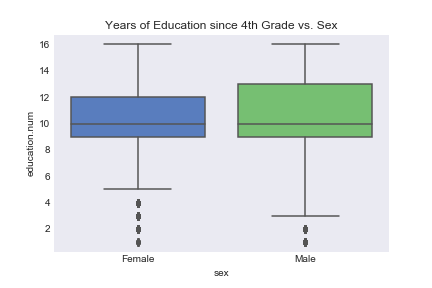 Years of Education since 4th Grade vs. Sex
16
14
12
10
8
6
4
2
education.num
Female
Male
sex